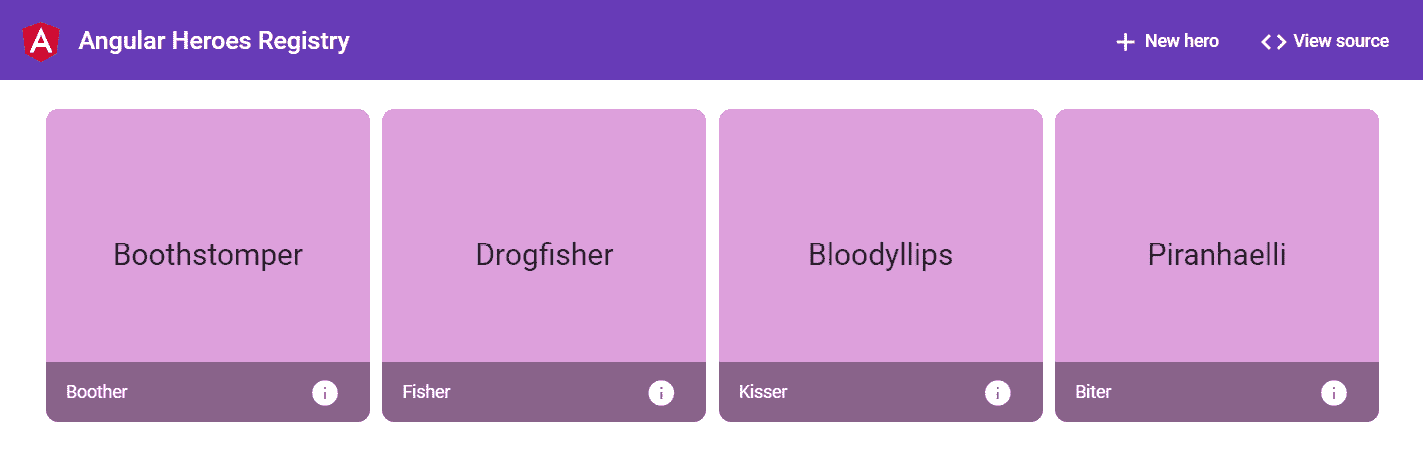 Angular Heroes Registry
New hero
View source
Boothstomper
Drogfisher
Bloodyllips
Piranhaelli
Boother
Fisher
Kisser
Biter